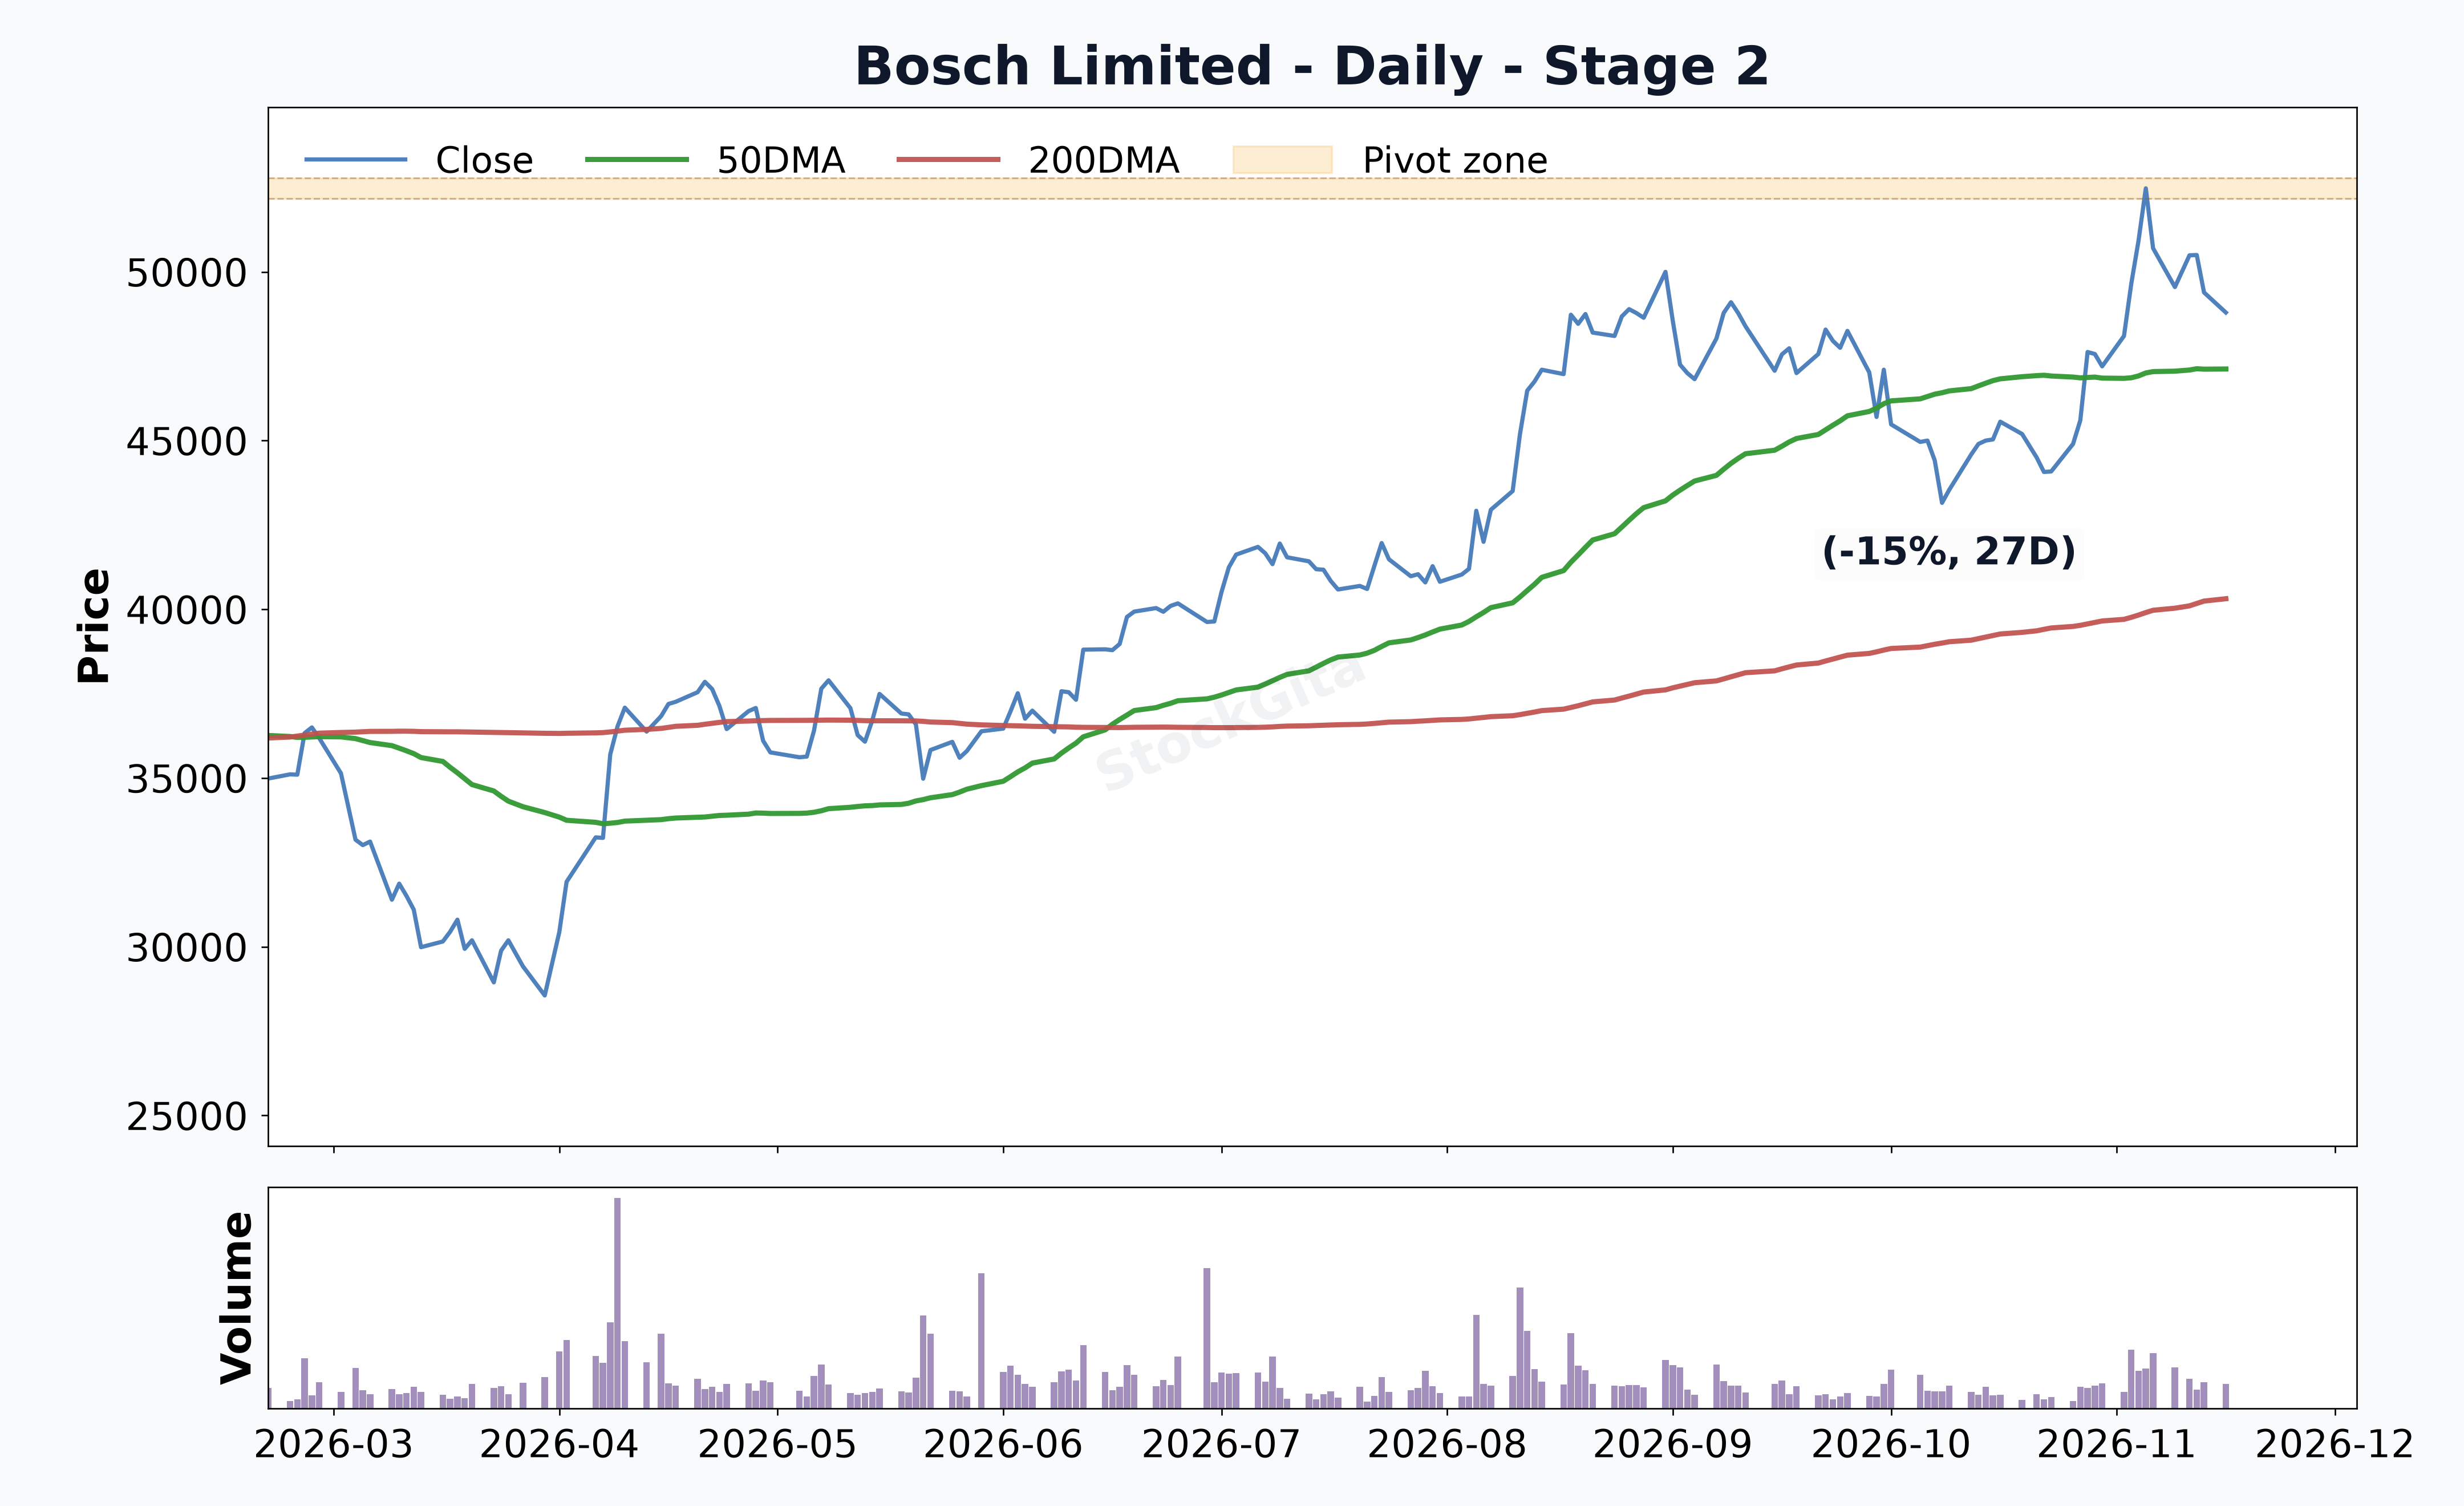 Bosch Limited - Daily - Stage 2
Close
50DMA
200DMA
Pivot zone
50000
45000
40000
35000
30000
25000
Price
(-15%, 27D)
StockGita
Volume
2026-03
2026-04
2026-05
2026-06
2026-07
2026-08
2026-09
2026-10
2026-11
2026-12